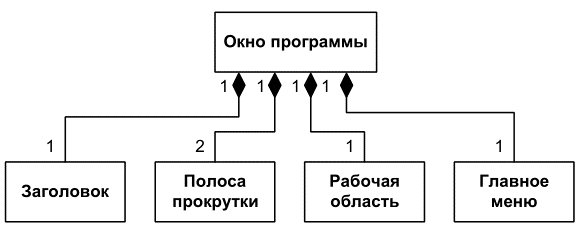 Окно программы
1 1 1 1
1 2 1 1
Заголовок
Полоса
прокрутки
Рабочая
область
Главное
меню